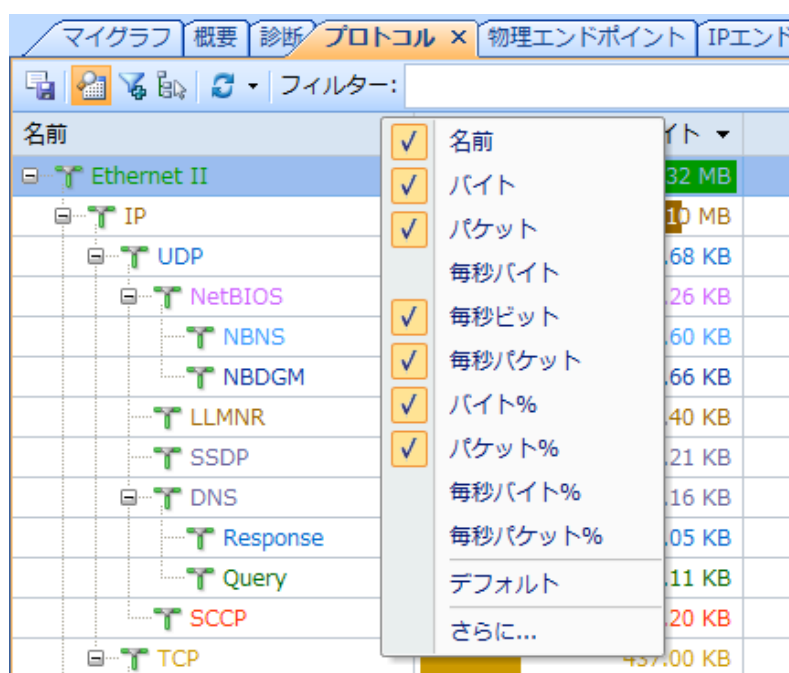 マイグラフ 概要 診断 プロトコル × 物理エンドポイント IPエンド
フィルター:
名前 イト
Ethernet II 32 MB
IP 10 MB
UDP .68 KB
NetBIOS .26 KB
NBNS .60 KB
NBDGM .66 KB
LLMNR .40 KB
SSDP .21 KB
DNS .16 KB
Response .05 KB
Query .11 KB
SCCP .20 KB
TCP 437.00 KB
名前
バイト
パケット
毎秒バイト
毎秒ビット
毎秒パケット
バイト%
パケット%
毎秒バイト%
毎秒パケット%
デフォルト
さらに...